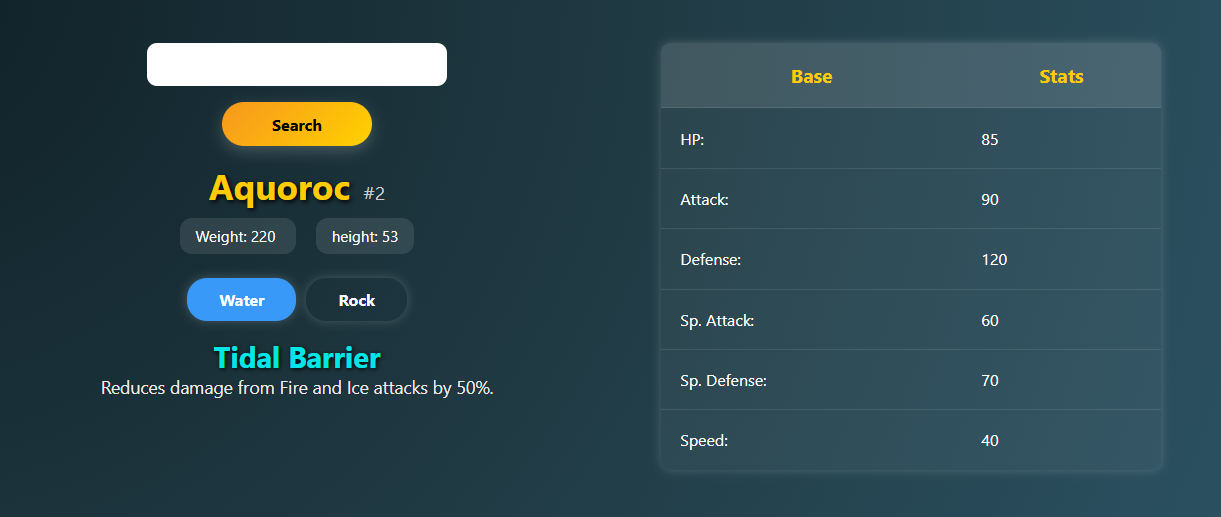 Search
Aquoroc #2
Weight: 220 height: 53
Water Rock
Tidal Barrier
Reduces damage from Fire and Ice attacks by 50%.
Base Stats
HP: 85
Attack: 90
Defense: 120
Sp. Attack: 60
Sp. Defense: 70
Speed: 40